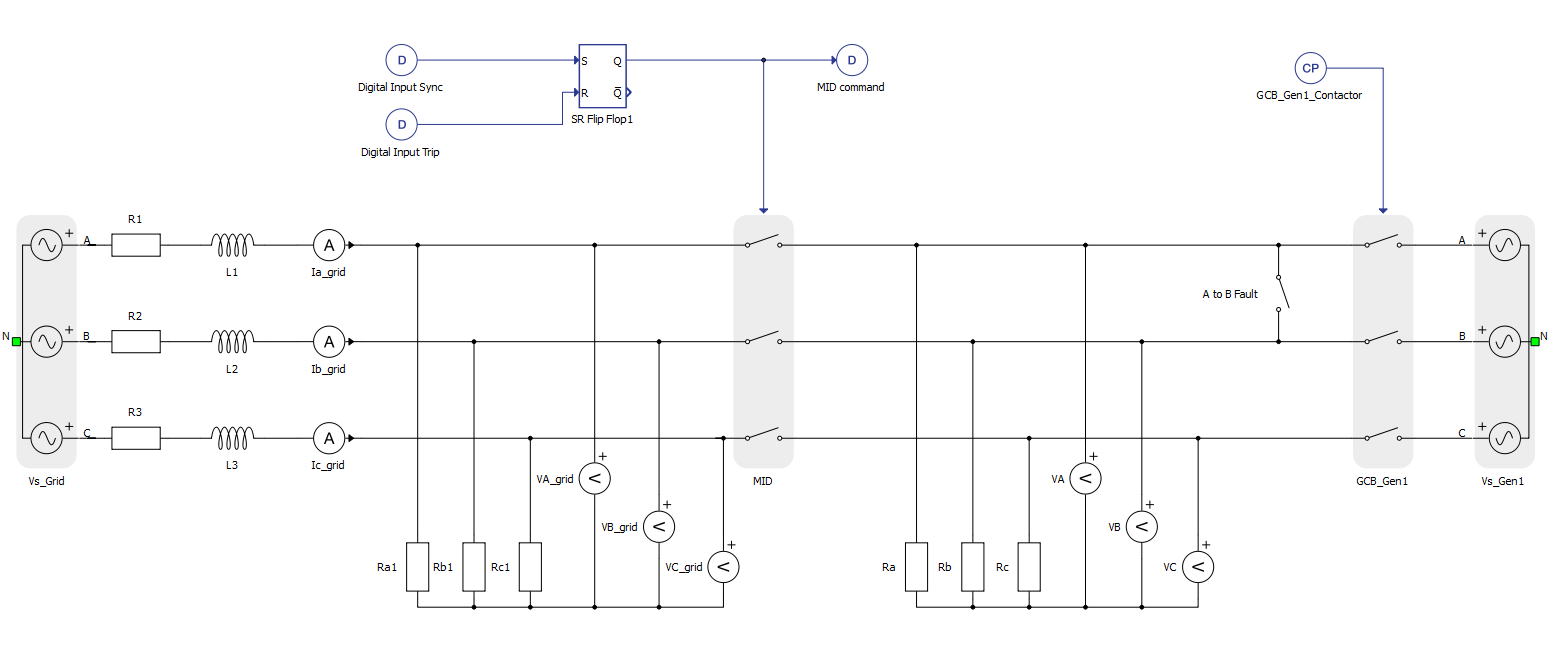 D
Digital Input Sync
D
Digital Input Trip
S Q
R Q̅
SR Flip Flop1
D
MID command
CP
GCB_Gen1_Contactor
+
A
R1
L1
A
Ia_grid
+
B
R2
L2
A
Ib_grid
N
+
C
R3
L3
A
Ic_grid
Vs_Grid
Ra1
Rb1
Rc1
+
VA_grid
V
+
VB_grid
V
+
VC_grid
V
MID
Ra
Rb
Rc
+
VA
V
+
VB
V
+
VC
V
A to B Fault
GCB_Gen1
A
+
B
+
N
C
+
Vs_Gen1